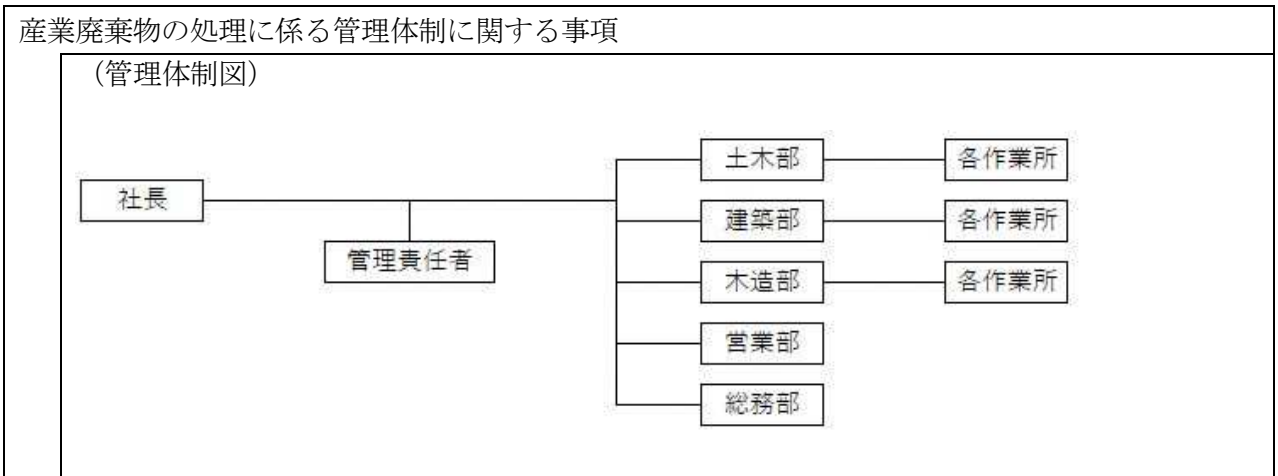 産業廃棄物の処理に係る管理体制に関する事項
（管理体制図）
土木部 各作業所
社長
建築部 各作業所
管理責任者
木造部 各作業所
営業部
総務部